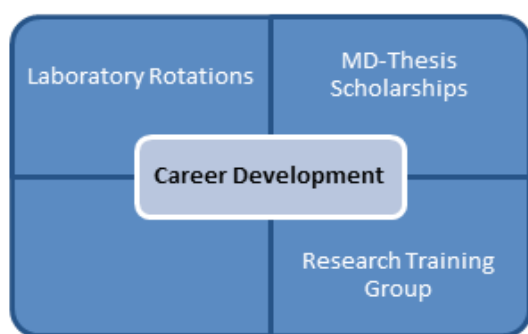 Laboratory Rotations
MD-Thesis
Scholarships
Career Development
Research Training
Group